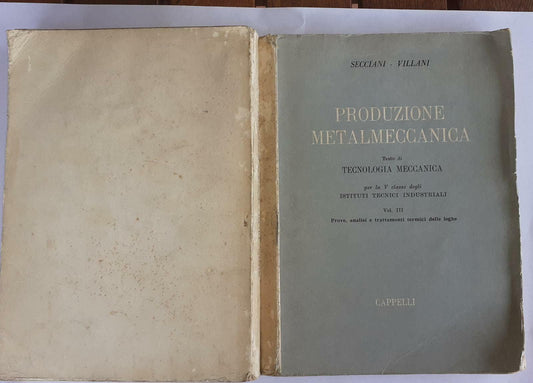 SECCIANI - VILLANI
PRODUZIONE
METALMECCANICA
Testo di
TECNOLOGIA MECCANICA
per la V classe degli
ISTITUTI TECNICI INDUSTRIALI
Vol. III
Prove, analisi e trattamenti termici delle leghe
CAPPELLI